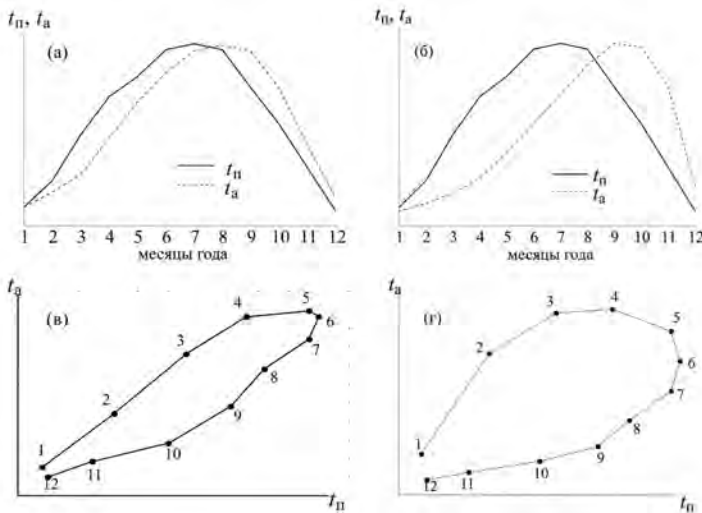 tп, tа
(а)
tп
tа
1 2 3 4 5 6 7 8 9 10 11 12
месяцы года
tп, tа
(б)
tп
tа
1 2 3 4 5 6 7 8 9 10 11 12
месяцы года
tа
(в)
1 2 3 4 5 6 7 8 9 10 11 12
tп
tа
(г)
1 2 3 4 5 6 7 8 9 10 11 12
tп